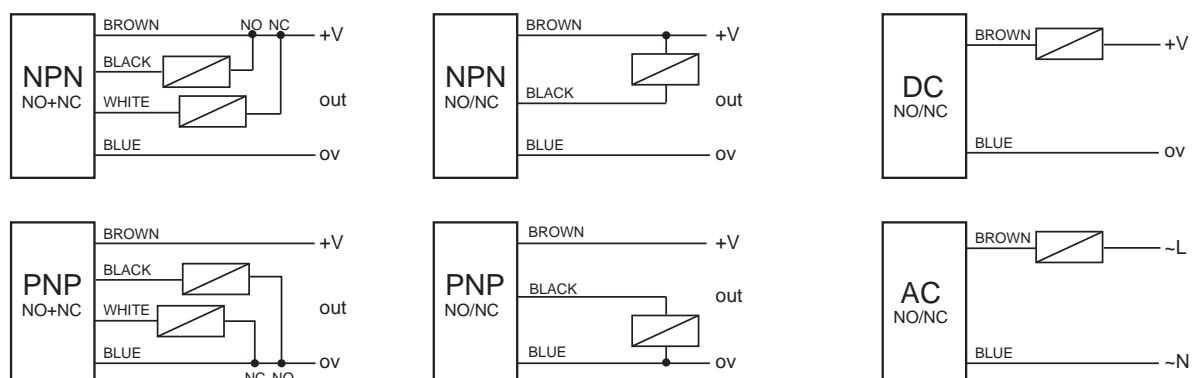 BROWN
NO NC
+V
NPN
NO+NC
BLACK
WHITE
out
BLUE
ov
BROWN
+V
NPN
NO/NC
BLACK
out
BLUE
ov
BROWN
+V
DC
NO/NC
BLUE
ov
BROWN
+V
PNP
NO+NC
BLACK
WHITE
out
BLUE
ov
NC NO
BROWN
+V
PNP
NO/NC
BLACK
out
BLUE
ov
BROWN
~L
AC
NO/NC
BLUE
~N